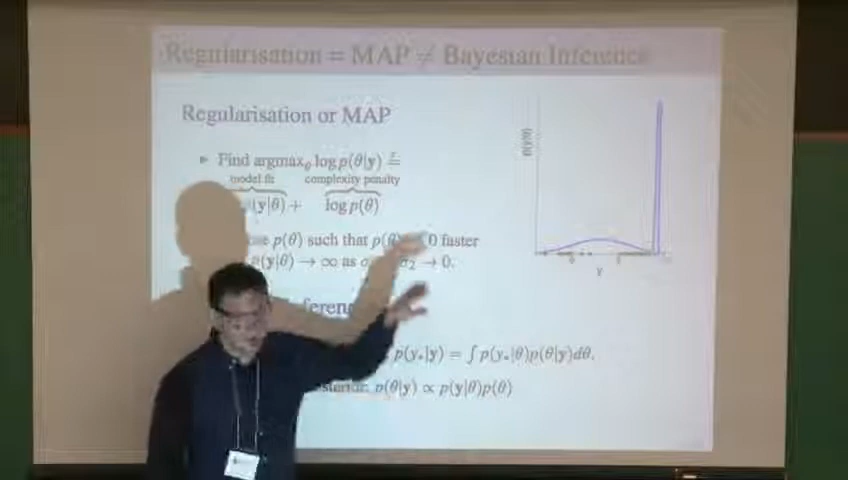 Regularisation = MAP ≠ Bayesian Inference
Regularisation or MAP
▸ Find argmax_θ log p(θ|y) =
model fit complexity penalty
(y|θ) + log p(θ)
p(θ) such that p(θ) 0 faster
(y|θ) → ∞ as σ₂ → 0.
p(y|θ)
Y
p(y*|y) = ∫ p(y*|θ)p(θ|y)dθ.
p(θ|y) ∝ p(y|θ)p(θ)